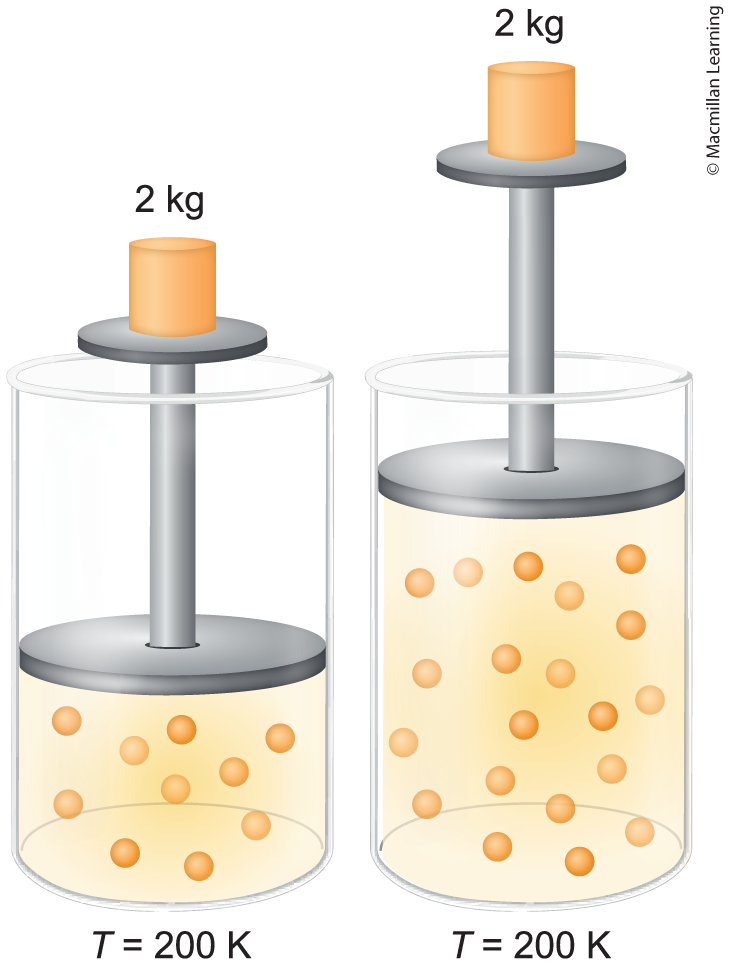 2 kg
2 kg
T = 200 K
T = 200 K
© Macmillan Learning